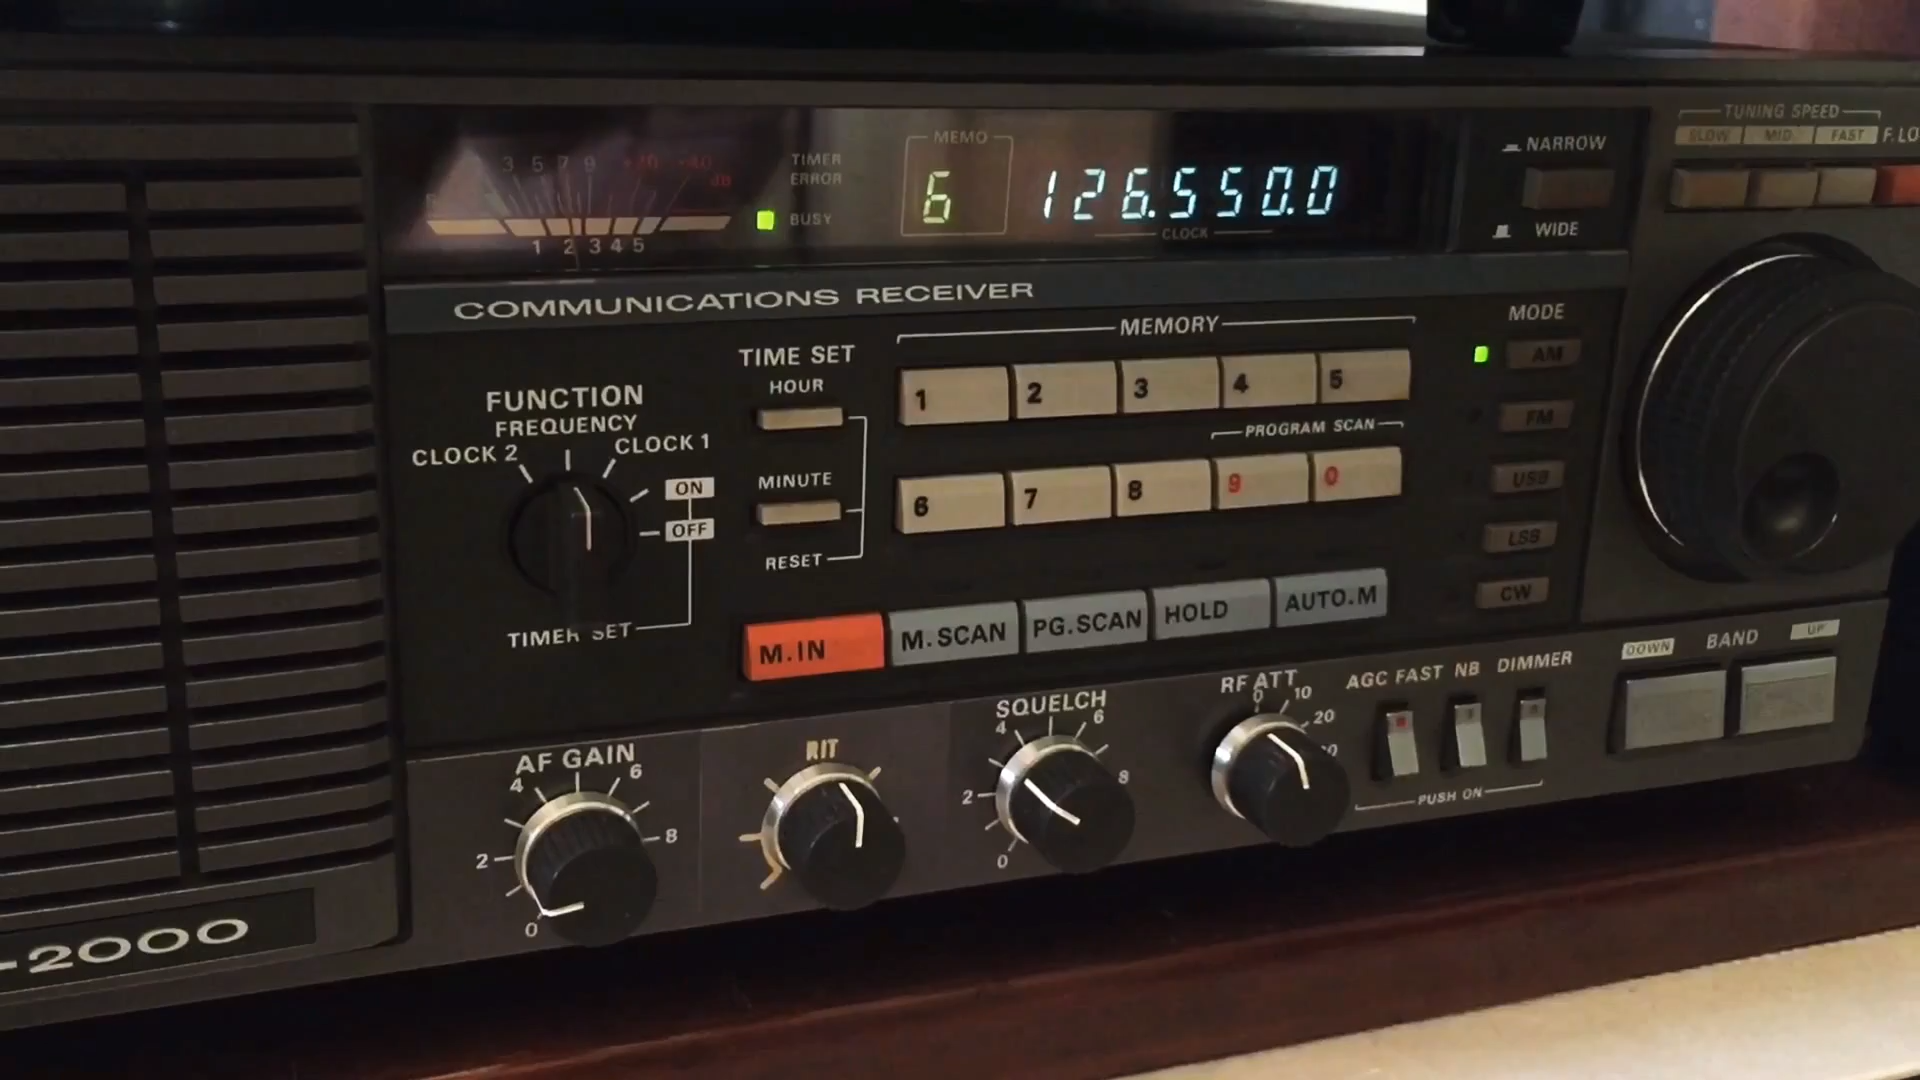 TUNING SPEED
SLOW MID. FAST F.LO
MEMO
3 5 7 9 +20 +40
dB
TIMER
ERROR
BUSY
6 126.550.0
CLOCK
1 2 3 4 5
NARROW
WIDE
COMMUNICATIONS RECEIVER
MODE
AM
FM
USB
LSB
CW
MEMORY
1 2 3 4 5
PROGRAM SCAN
6 7 8 9 0
TIME SET
HOUR
MINUTE
RESET
FUNCTION
FREQUENCY
CLOCK 2 CLOCK 1
ON
OFF
TIMER SET
M.IN M.SCAN PG.SCAN HOLD AUTO.M
AF GAIN
0 2 4 6 8
RIT
SQUELCH
0 2 4 6 8
RF ATT
0 10 20
AGC FAST NB DIMMER
PUSH ON
DOWN BAND UP
-2000